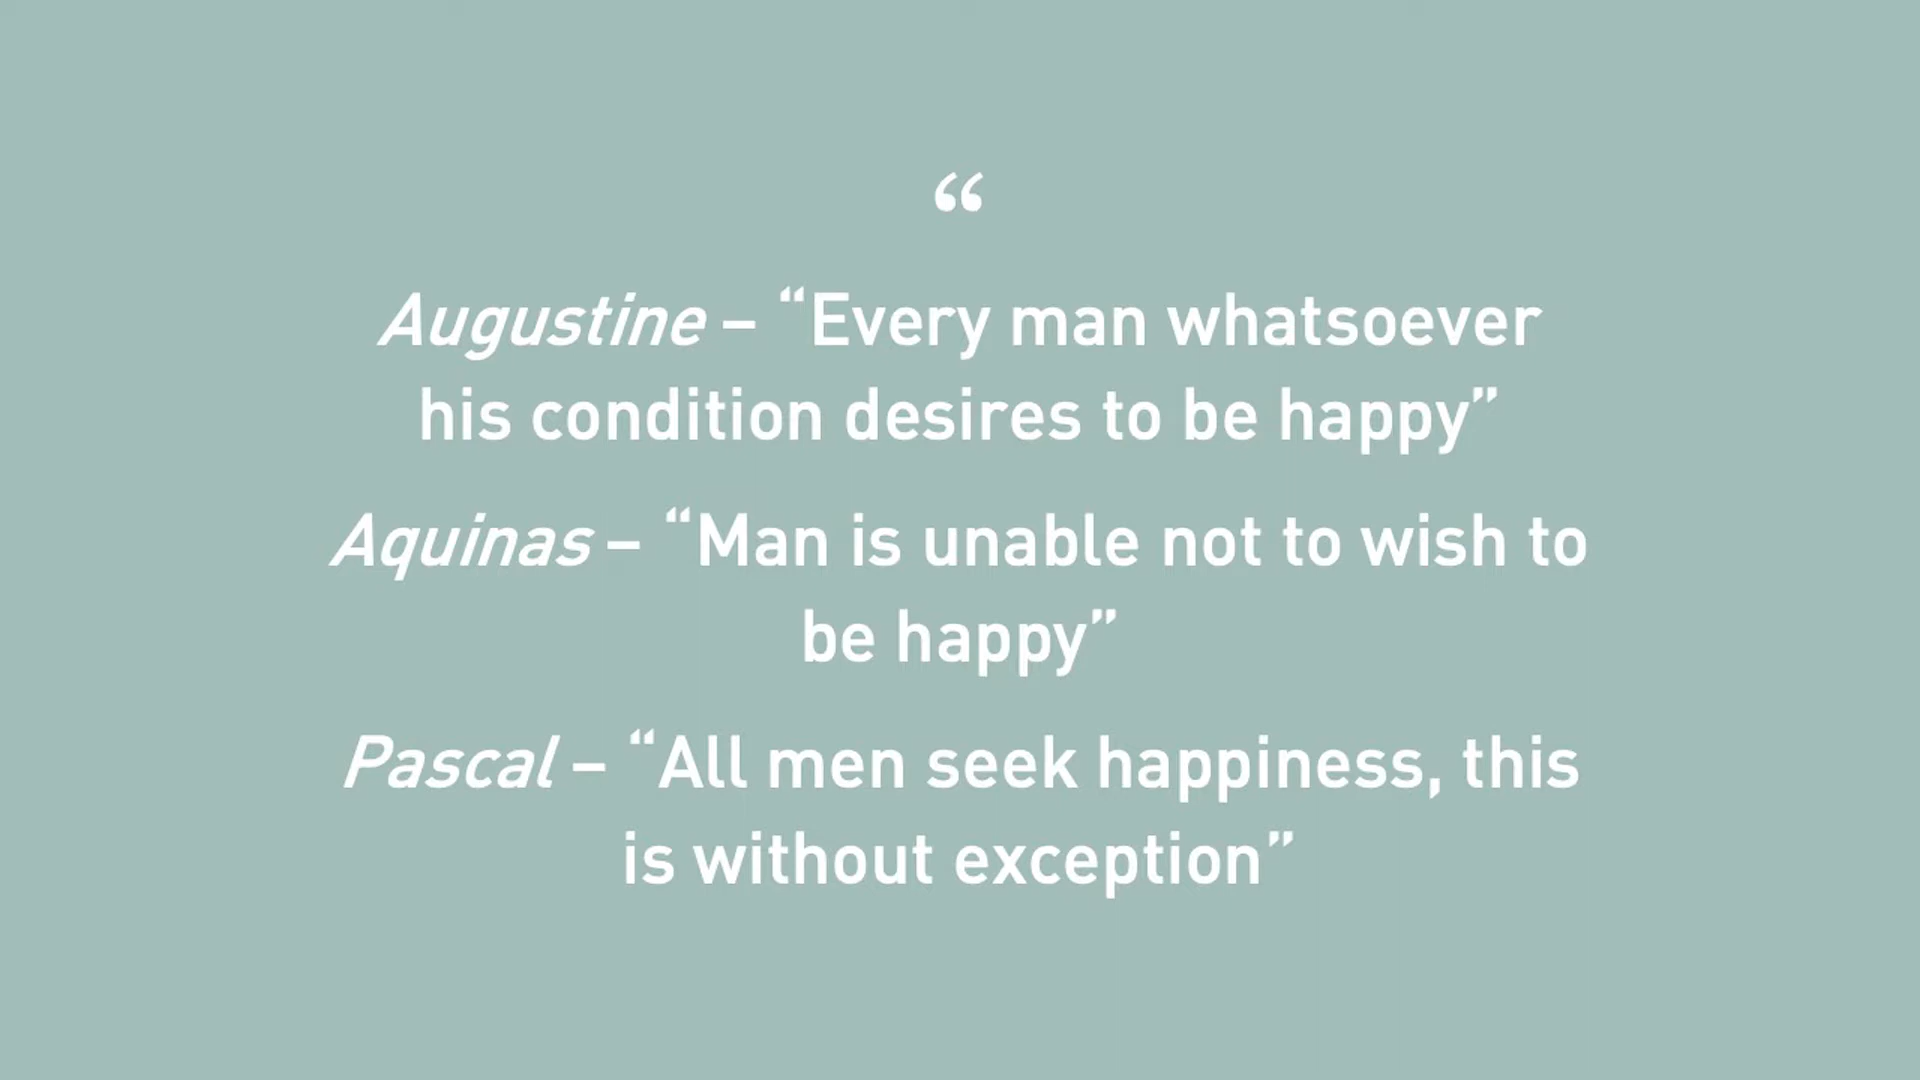 “
Augustine – “Every man whatsoever
his condition desires to be happy”
Aquinas – “Man is unable not to wish to
be happy”
Pascal – “All men seek happiness, this
is without exception”